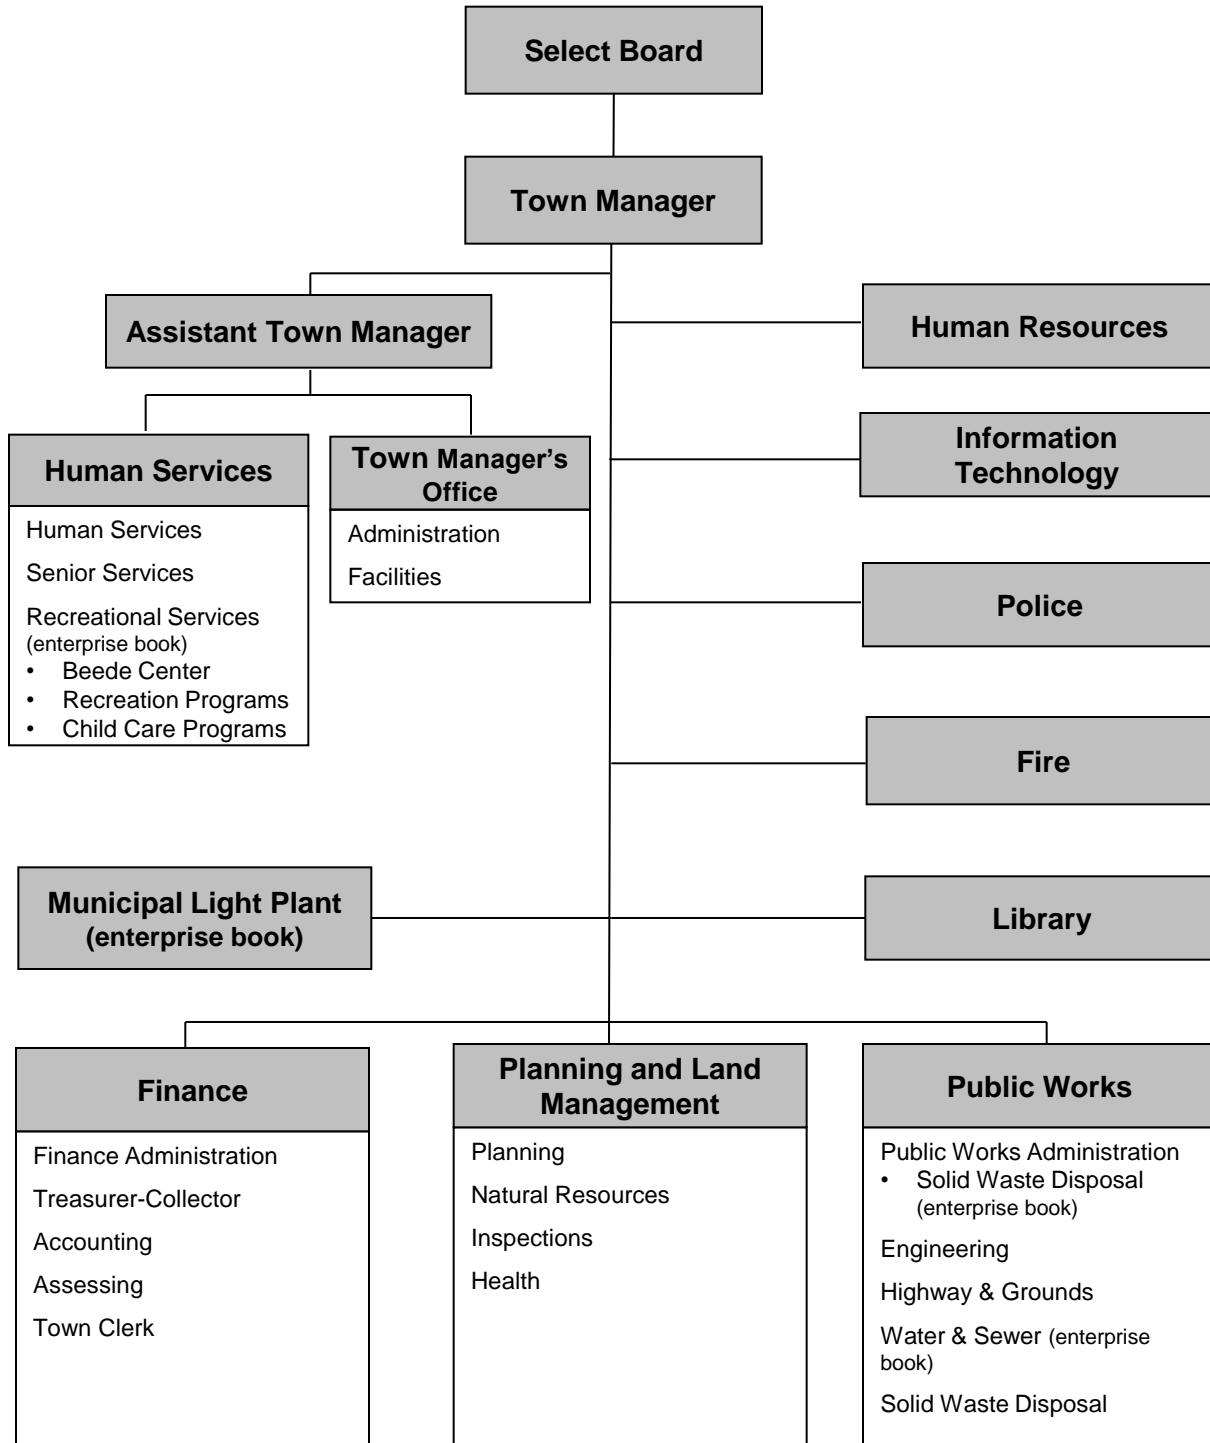 Select Board
Town Manager
Assistant Town Manager
Human Resources
Information
Technology
Human Services
Human Services
Senior Services
Recreational Services
(enterprise book)
• Beede Center
• Recreation Programs
• Child Care Programs
Town Manager’s
Office
Administration
Facilities
Police
Fire
Municipal Light Plant
(enterprise book)
Library
Finance
Finance Administration
Treasurer-Collector
Accounting
Assessing
Town Clerk
Planning and Land
Management
Planning
Natural Resources
Inspections
Health
Public Works
Public Works Administration
• Solid Waste Disposal
(enterprise book)
Engineering
Highway & Grounds
Water & Sewer (enterprise
book)
Solid Waste Disposal